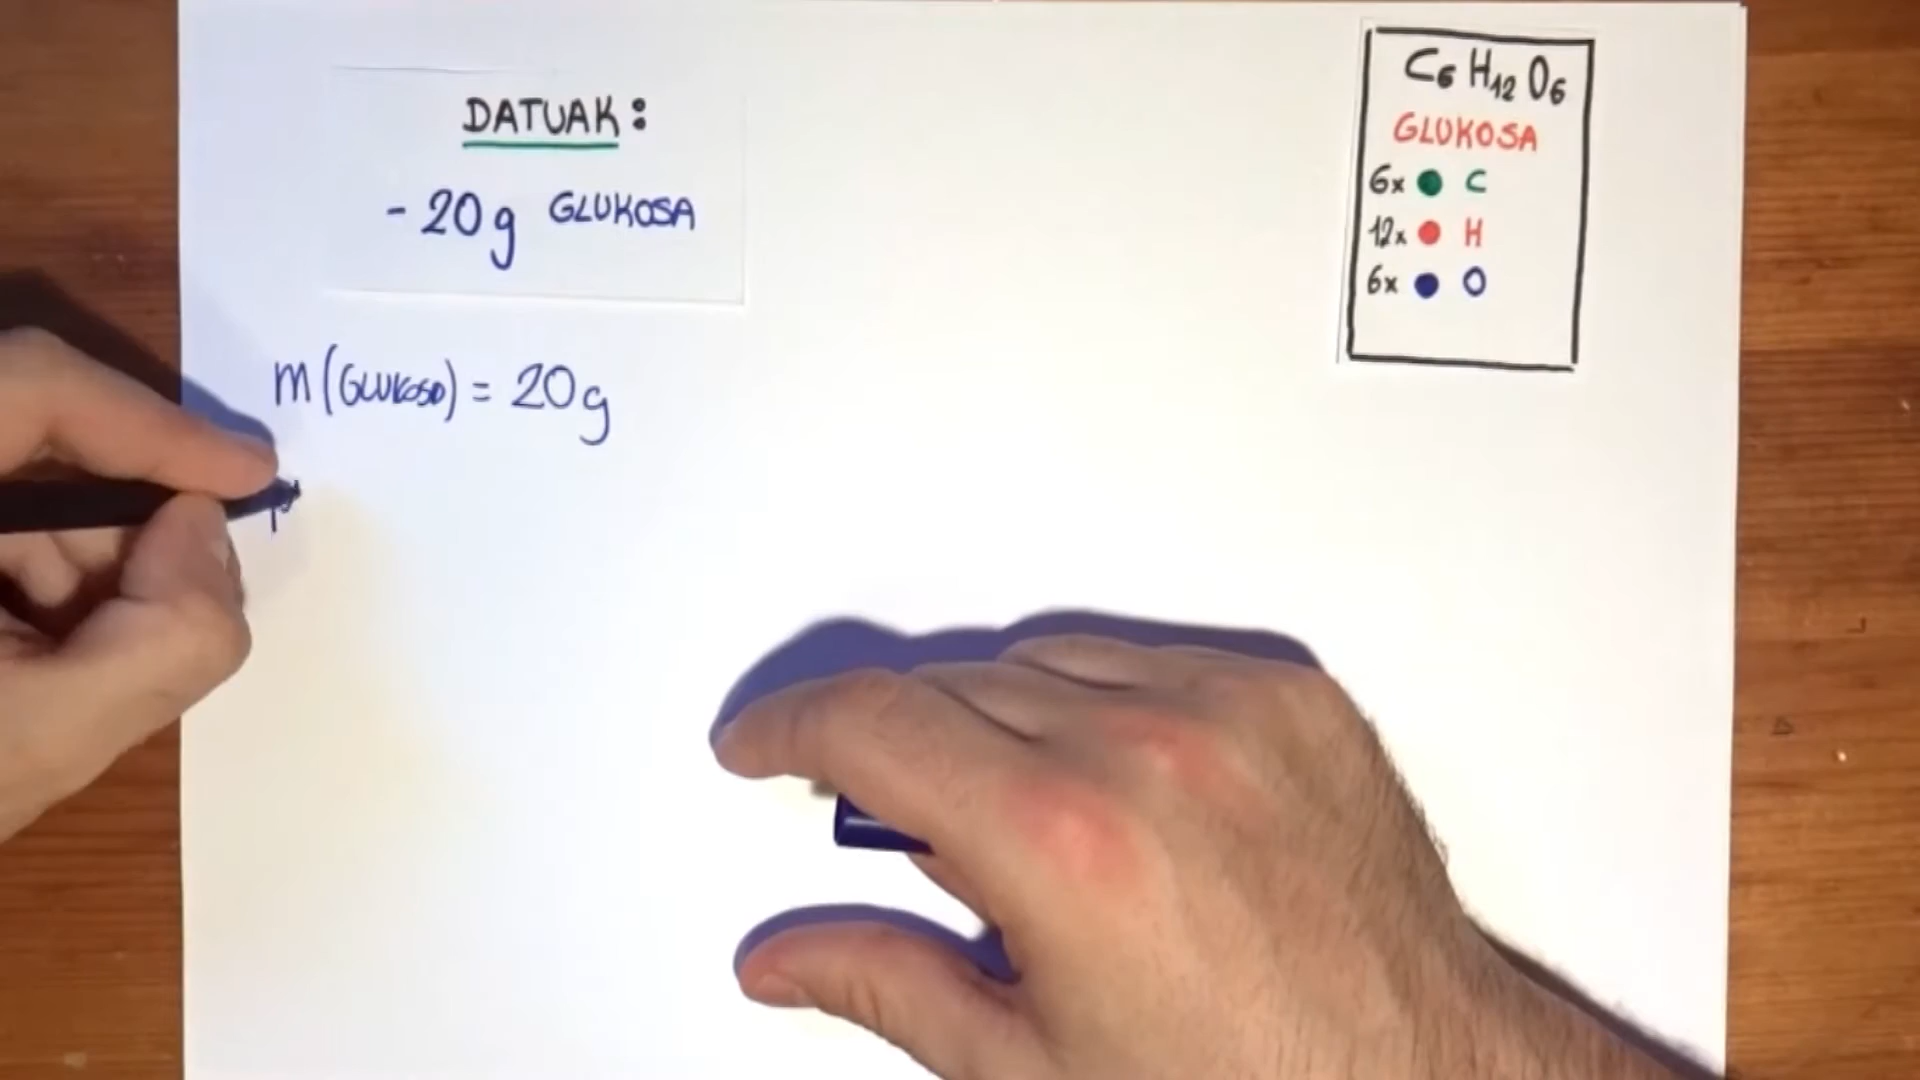 DATUAK:
- 20g GLUKOSA
m (GLUKOSA) = 20g
C6 H12 O6
GLUKOSA
6x C
12x H
6x O